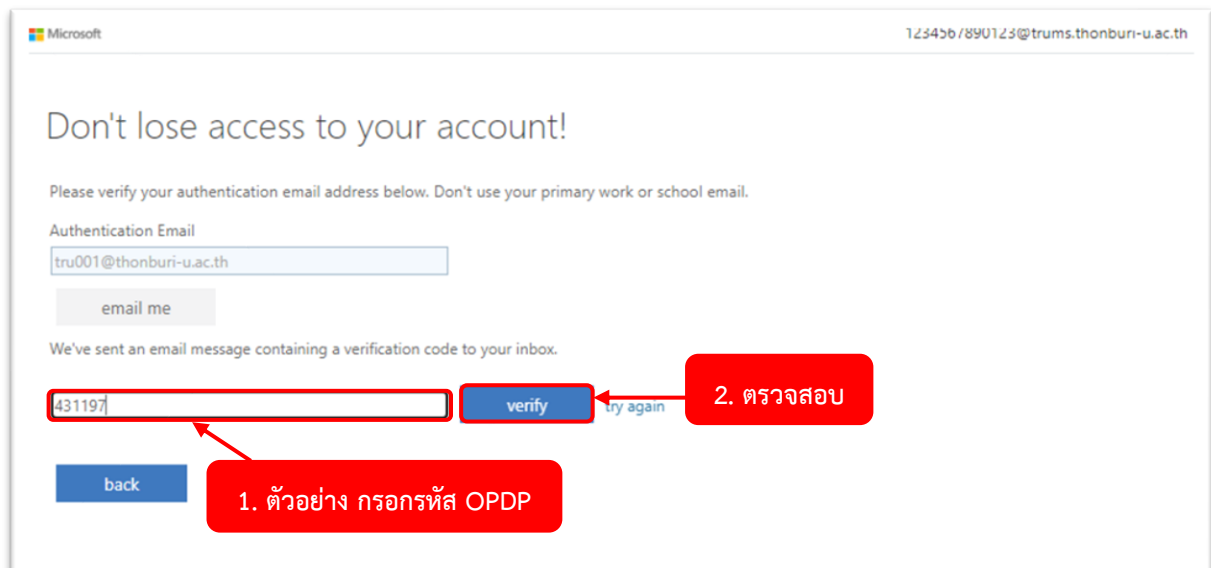 Microsoft
1234567890123@trums.thonburi-u.ac.th
Don't lose access to your account!
Please verify your authentication email address below. Don't use your primary work or school email.
Authentication Email
tru001@thonburi-u.ac.th
email me
We've sent an email message containing a verification code to your inbox.
431197
verify
try again
2. ตรวจสอบ
back
1. ตัวอย่าง กรอกรหัส OPDP